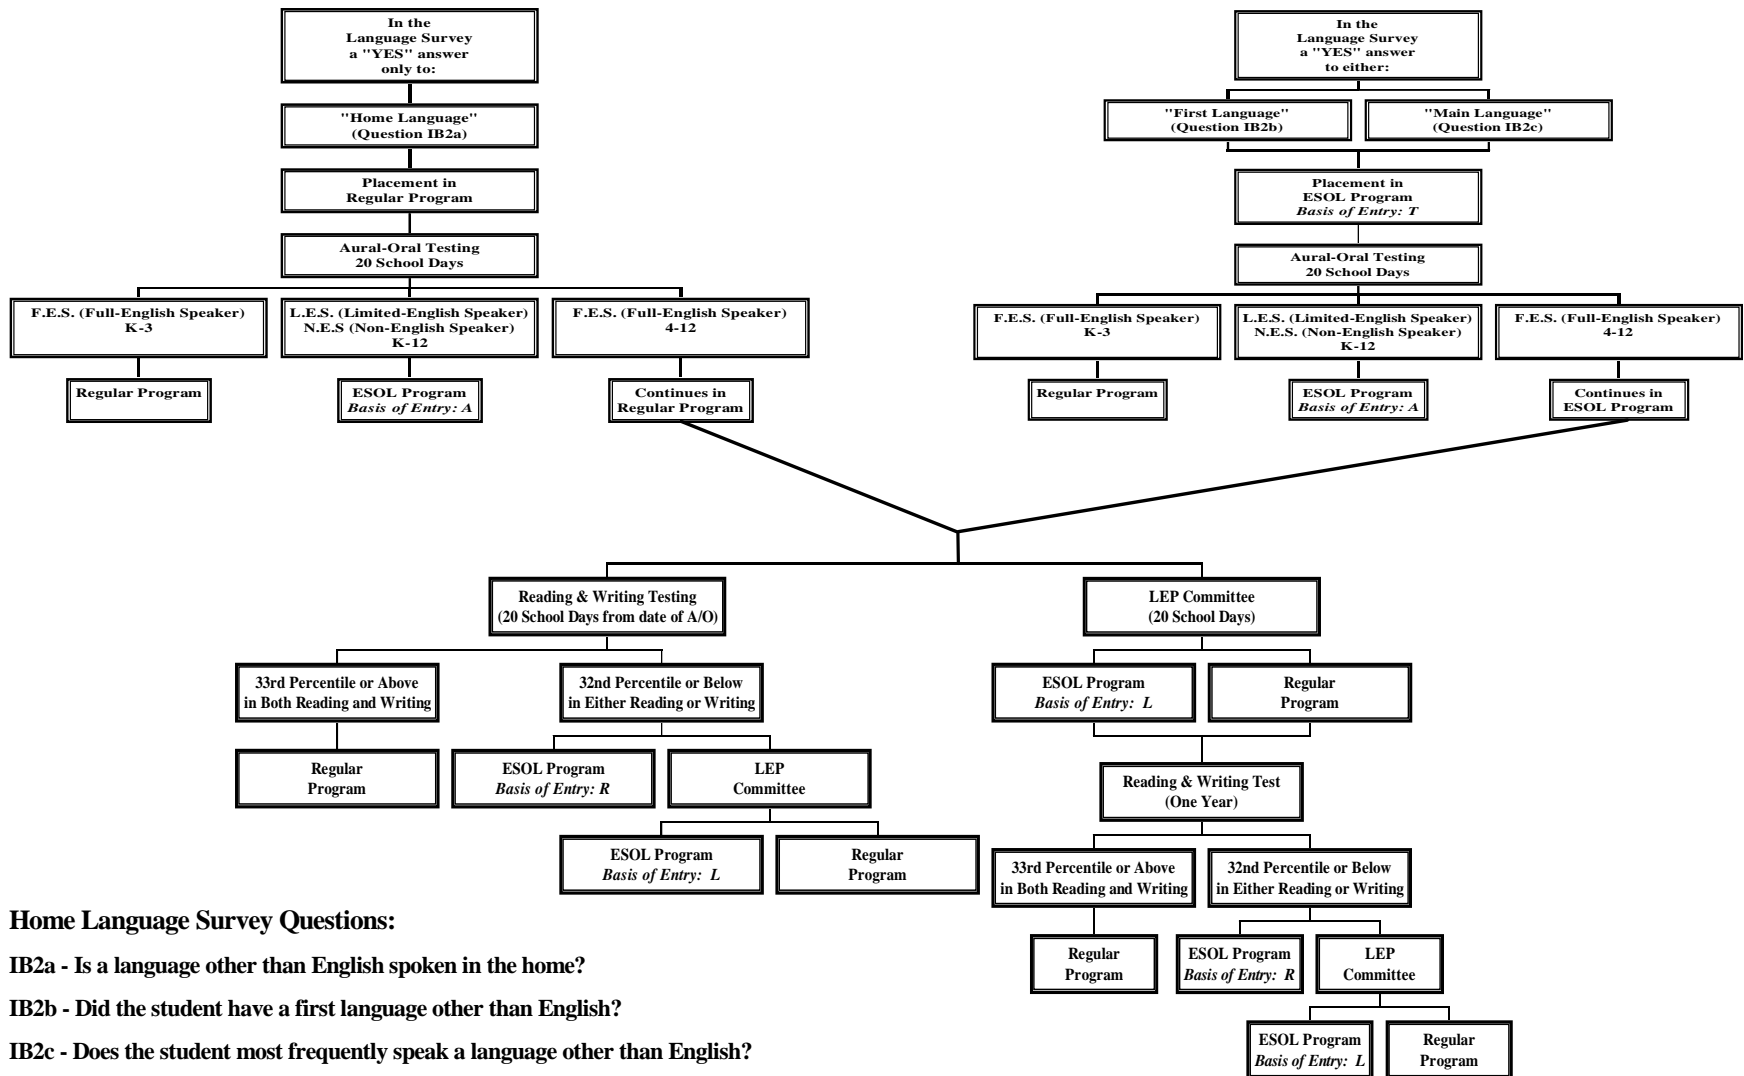 In the
Language Survey
a "YES" answer
only to:
"Home Language"
(Question IB2a)
Placement in
Regular Program
Aural-Oral Testing
20 School Days
F.E.S. (Full-English Speaker)
K-3
L.E.S. (Limited-English Speaker)
N.E.S (Non-English Speaker)
K-12
F.E.S. (Full-English Speaker)
4-12
Regular Program
ESOL Program
Basis of Entry: A
Continues in
Regular Program
In the
Language Survey
a "YES" answer
to either:
"First Language"
(Question IB2b)
"Main Language"
(Question IB2c)
Placement in
ESOL Program
Basis of Entry: T
Aural-Oral Testing
20 School Days
F.E.S. (Full-English Speaker)
K-3
L.E.S. (Limited-English Speaker)
N.E.S. (Non-English Speaker)
K-12
F.E.S. (Full-English Speaker)
4-12
Regular Program
ESOL Program
Basis of Entry: A
Continues in
ESOL Program
Reading & Writing Testing
(20 School Days from date of A/O)
33rd Percentile or Above
in Both Reading and Writing
32nd Percentile or Below
in Either Reading or Writing
Regular
Program
ESOL Program
Basis of Entry: R
LEP
Committee
ESOL Program
Basis of Entry: L
Regular
Program
LEP Committee
(20 School Days)
ESOL Program
Basis of Entry: L
Regular
Program
Reading & Writing Test
(One Year)
33rd Percentile or Above
in Both Reading and Writing
32nd Percentile or Below
in Either Reading or Writing
Regular
Program
ESOL Program
Basis of Entry: R
LEP
Committee
ESOL Program
Basis of Entry: L
Regular
Program
Home Language Survey Questions:
IB2a - Is a language other than English spoken in the home?
IB2b - Did the student have a first language other than English?
IB2c - Does the student most frequently speak a language other than English?